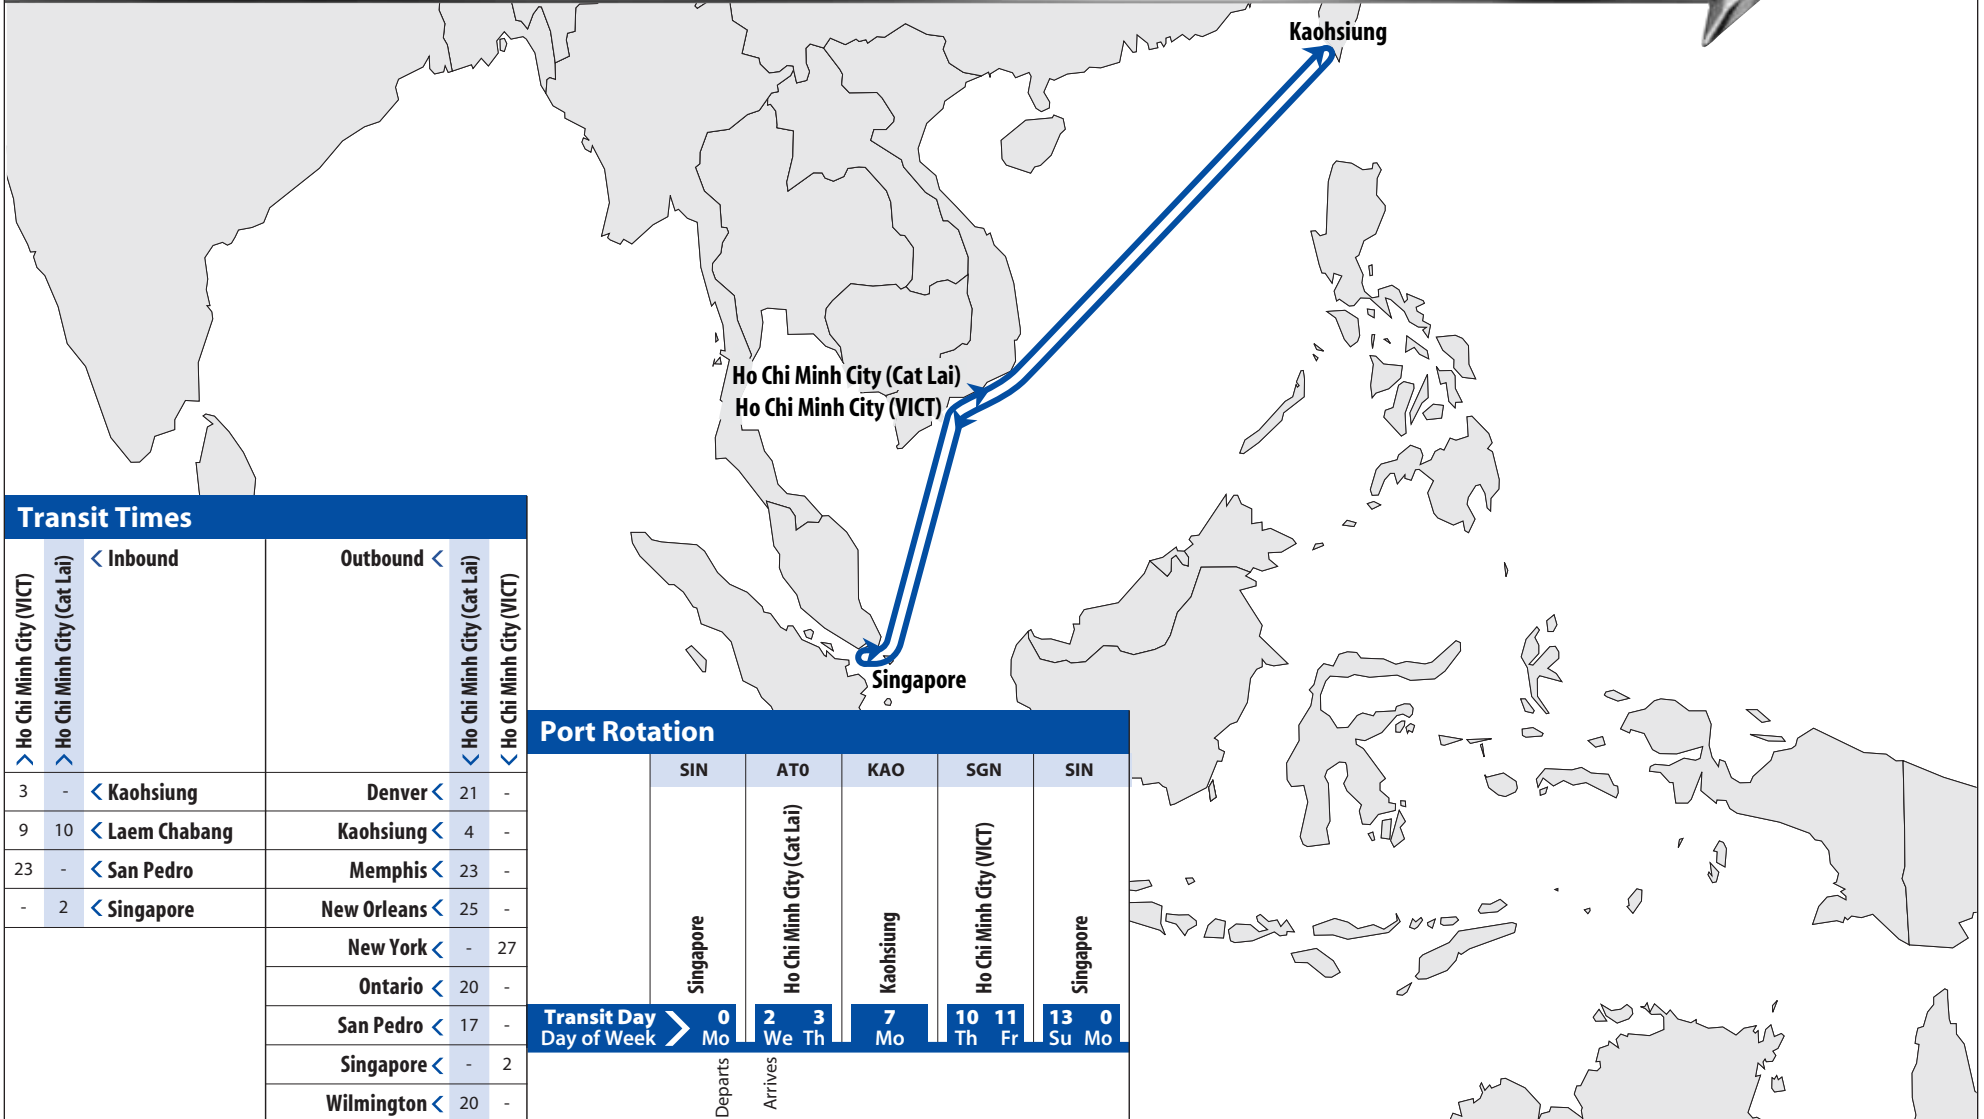 Kaohsiung
Ho Chi Minh City (Cat Lai)
Ho Chi Minh City (VICT)
Singapore
Transit Times
Ho Chi Minh City (VICT)
Ho Chi Minh City (Cat Lai)
Inbound
Outbound
Ho Chi Minh City (Cat Lai)
Ho Chi Minh City (VICT)
3 - Kaohsiung
9 10 Laem Chabang
23 - San Pedro
- 2 Singapore
Denver 21 -
Kaohsiung 4 -
Memphis 23 -
New Orleans 25 -
New York - 27
Ontario 20 -
San Pedro 17 -
Singapore - 2
Wilmington 20 -
Port Rotation
SIN AT0 KAO SGN SIN
Singapore
Ho Chi Minh City (Cat Lai)
Kaohsiung
Ho Chi Minh City (VICT)
Singapore
Transit Day 0 2 3 7 10 11 13 0
Day of Week Mo We Th Mo Th Fr Su Mo
Departs
Arrives